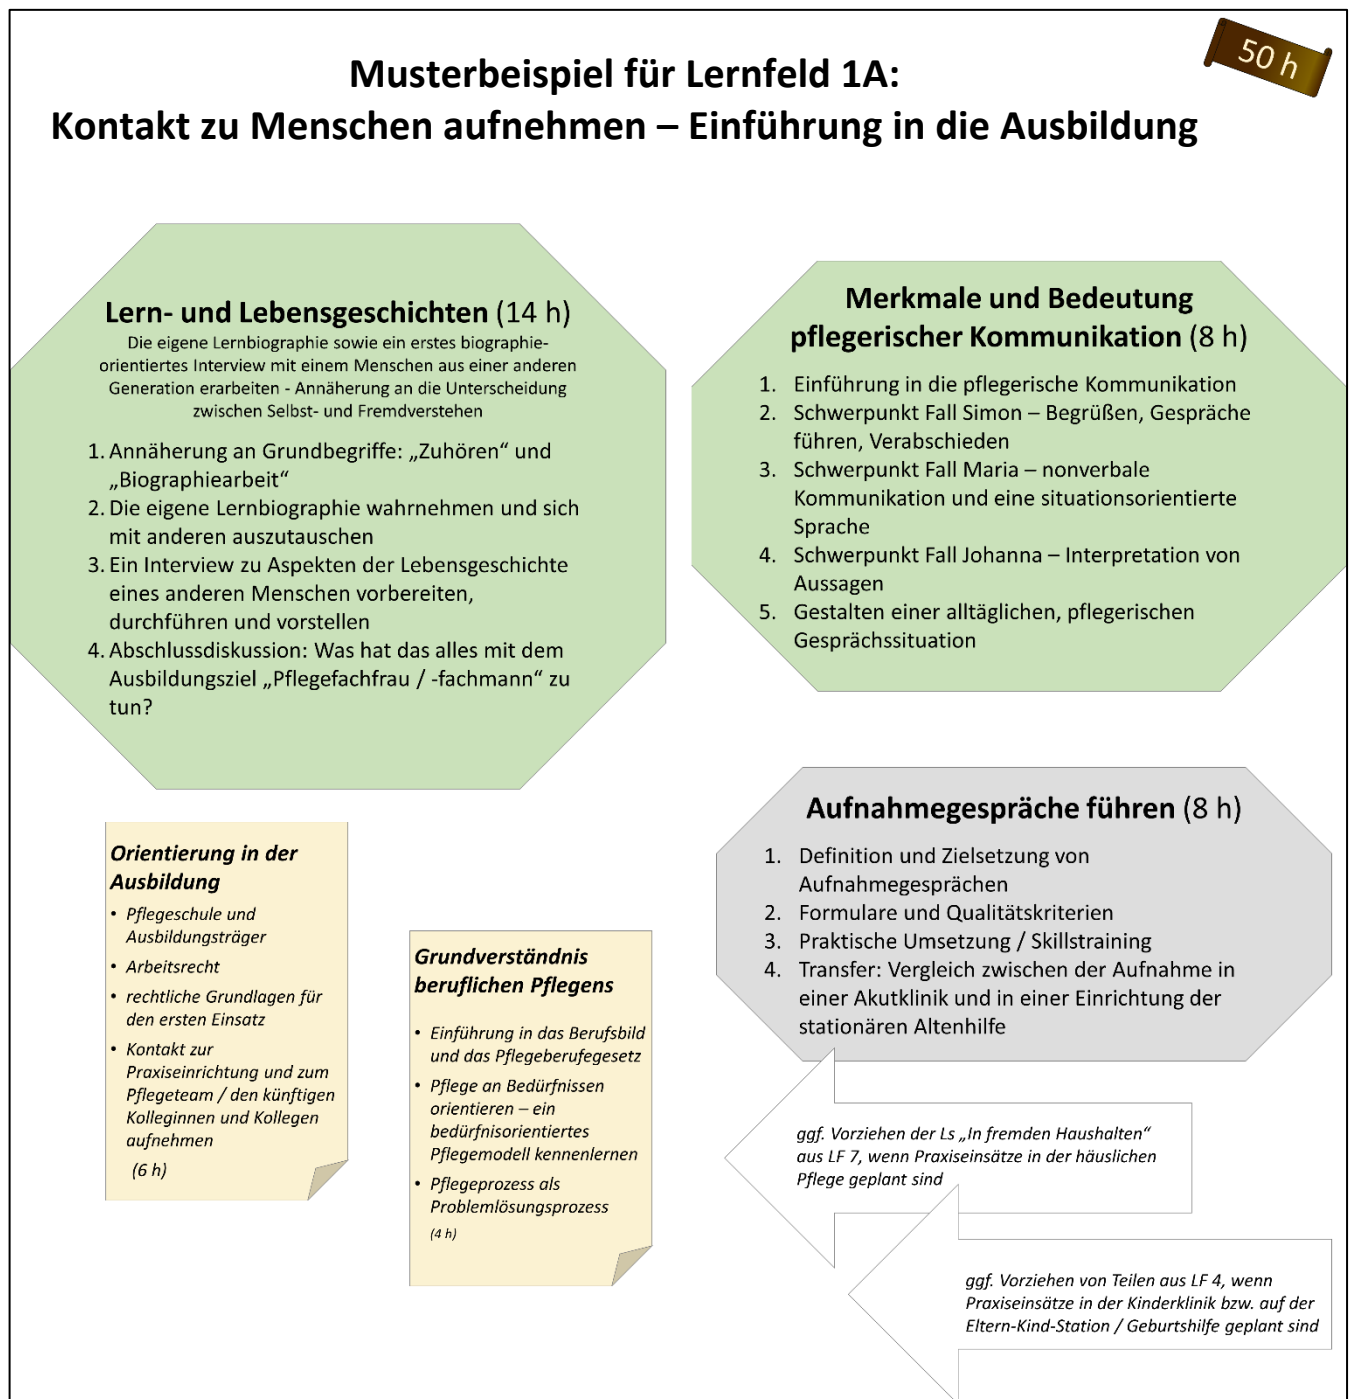 50 h
Musterbeispiel für Lernfeld 1A:
Kontakt zu Menschen aufnehmen – Einführung in die Ausbildung
Lern- und Lebensgeschichten (14 h)
Die eigene Lernbiographie sowie ein erstes biographie-
orientiertes Interview mit einem Menschen aus einer anderen
Generation erarbeiten - Annäherung an die Unterscheidung
zwischen Selbst- und Fremdverstehen
1. Annäherung an Grundbegriffe: „Zuhören“ und
„Biographiearbeit“
2. Die eigene Lernbiographie wahrnehmen und sich
mit anderen auszutauschen
3. Ein Interview zu Aspekten der Lebensgeschichte
eines anderen Menschen vorbereiten,
durchführen und vorstellen
4. Abschlussdiskussion: Was hat das alles mit dem
Ausbildungsziel „Pflegefachfrau / -fachmann“ zu
tun?
Merkmale und Bedeutung
pflegerischer Kommunikation (8 h)
1. Einführung in die pflegerische Kommunikation
2. Schwerpunkt Fall Simon – Begrüßen, Gespräche
führen, Verabschieden
3. Schwerpunkt Fall Maria – nonverbale
Kommunikation und eine situationsorientierte
Sprache
4. Schwerpunkt Fall Johanna – Interpretation von
Aussagen
5. Gestalten einer alltäglichen, pflegerischen
Gesprächssituation
Orientierung in der
Ausbildung
• Pflegeschule und
Ausbildungsträger
• Arbeitsrecht
• rechtliche Grundlagen für
den ersten Einsatz
• Kontakt zur
Praxiseinrichtung und zum
Pflegeteam / den künftigen
Kolleginnen und Kollegen
aufnehmen
(6 h)
Grundverständnis
beruflichen Pflegens
• Einführung in das Berufsbild
und das Pflegeberufegesetz
• Pflege an Bedürfnissen
orientieren – ein
bedürfnisorientiertes
Pflegemodell kennenlernen
• Pflegeprozess als
Problemlösungsprozess
(4 h)
Aufnahmegespräche führen (8 h)
1. Definition und Zielsetzung von
Aufnahmegesprächen
2. Formulare und Qualitätskriterien
3. Praktische Umsetzung / Skillstraining
4. Transfer: Vergleich zwischen der Aufnahme in
einer Akutklinik und in einer Einrichtung der
stationären Altenhilfe
ggf. Vorziehen der Ls „In fremden Haushalten“
aus LF 7, wenn Praxiseinsätze in der häuslichen
Pflege geplant sind
ggf. Vorziehen von Teilen aus LF 4, wenn
Praxiseinsätze in der Kinderklinik bzw. auf der
Eltern-Kind-Station / Geburtshilfe geplant sind